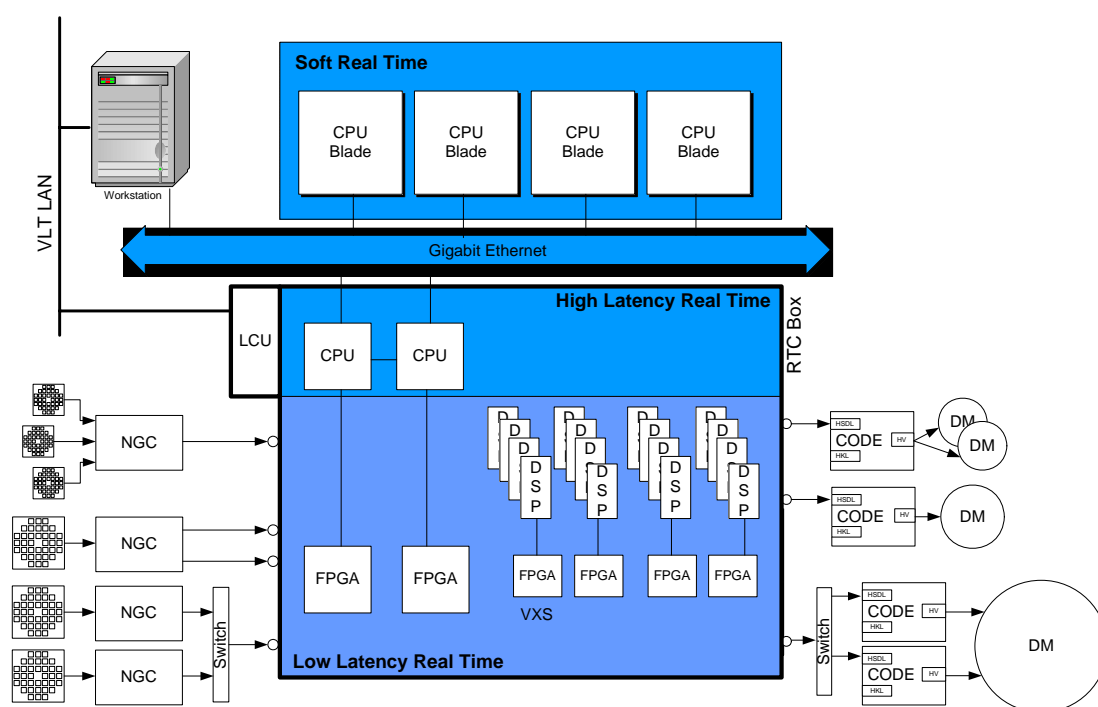 Soft Real Time
CPU
Blade
CPU
Blade
CPU
Blade
CPU
Blade
Workstation
VLT LAN
Gigabit Ethernet
High Latency Real Time
RTC Box
LCU
CPU
CPU
NGC
NGC
NGC
NGC
Switch
D
S
D
S
D
S
D
S
P
D
S
D
S
D
S
D
S
P
D
S
D
S
D
S
D
S
P
D
S
D
S
D
S
D
S
P
FPGA
FPGA
FPGA
FPGA
FPGA
FPGA
VXS
Low Latency Real Time
HSDL
CODE
HV
HKL
DM
DM
HSDL
CODE
HV
HKL
DM
Switch
HSDL
CODE
HV
HKL
HSDL
CODE
HV
HKL
DM